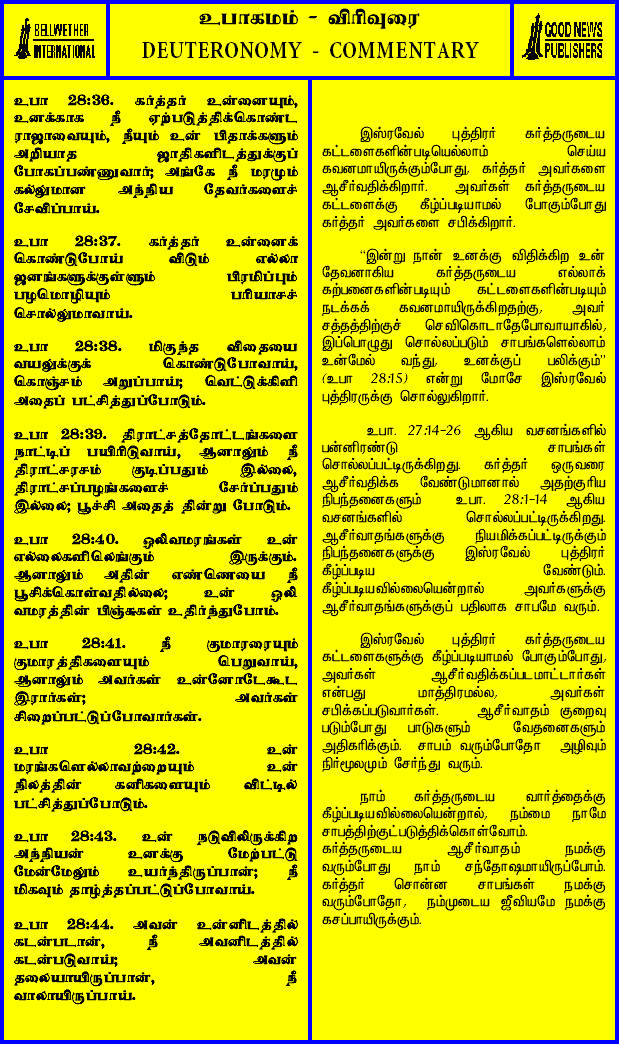 BELLWETHER
INTERNATIONAL
உபாகமம் - விரிவுரை
DEUTERONOMY - COMMENTARY
GOOD NEWS
PUBLISHERS
உபா 28:36. கர்த்தர் உன்னையும்,
உனக்காக நீ ஏற்படுத்திக்கொண்ட
ராஜாவையும், நீயும் உன் பிதாக்களும்
அறியாத ஜாதிகளிடத்துக்குப்
போகப்பண்ணுவார்; அங்கே நீ மரமும்
கல்லுமான அந்நிய தேவர்களைச்
சேவிப்பாய்.
உபா 28:37. கர்த்தர் உன்னைக்
கொண்டுபோய் விடும் எல்லா
ஜனங்களுக்குள்ளும் பிரமிப்பும்
பழமொழியும் பரியாசச்
சொல்லுமாவாய்.
உபா 28:38. மிகுந்த விதையை
வயலுக்குக் கொண்டுபோவாய்,
கொஞ்சம் அறுப்பாய்; வெட்டுக்கிளி
அதைப் பட்சித்துப்போடும்.
உபா 28:39. திராட்சத்தோட்டங்களை
நாட்டிப் பயிரிடுவாய், ஆனாலும் நீ
திராட்சரசம் குடிப்பதும் இல்லை,
திராட்சப்பழங்களைச் சேர்ப்பதும்
இல்லை; பூச்சி அதைத் தின்று போடும்.
உபா 28:40. ஒலிவமரங்கள் உன்
எல்லைகளிலெங்கும் இருக்கும்.
ஆனாலும் அதின் எண்ணெயை நீ
பூசிக்கொள்வதில்லை; உன் ஒலி
வமரத்தின் பிஞ்சுகள் உதிர்ந்துபோம்.
உபா 28:41. நீ குமாரரையும்
குமாரத்திகளையும் பெறுவாய்,
ஆனாலும் அவர்கள் உன்னோடேகூட
இரார்கள்; அவர்கள்
சிறைப்பட்டுப்போவார்கள்.
உபா 28:42. உன்
மரங்களெல்லாவற்றையும் உன்
நிலத்தின் கனிகளையும் விட்டில்
பட்சித்துப்போடும்.
உபா 28:43. உன் நடுவிலிருக்கிற
அந்நியன் உனக்கு மேற்பட்டு
மேன்மேலும் உயர்ந்திருப்பான்; நீ
மிகவும் தாழ்த்தப்பட்டுப்போவாய்.
உபா 28:44. அவன் உன்னிடத்தில்
கடன்படான், நீ அவனிடத்தில்
கடன்படுவாய்; அவன்
தலையாயிருப்பான், நீ
வாலாயிருப்பாய்.
இஸ்ரவேல் புத்திரர் கர்த்தருடைய
கட்டளைகளின்படியெல்லாம் செய்ய
கவனமாயிருக்கும்போது, கர்த்தர் அவர்களை
ஆசீர்வதிக்கிறார். அவர்கள் கர்த்தருடைய
கட்டளைக்கு கீழ்ப்படியாமல் போகும்போது
கர்த்தர் அவர்களை சபிக்கிறார்.
“இன்று நான் உனக்கு விதிக்கிற உன்
தேவனாகிய கர்த்தருடைய எல்லாக்
கற்பனைகளின்படியும் கட்டளைகளின்படியும்
நடக்கக் கவனமாயிருக்கிறதற்கு, அவர்
சத்தத்திற்குச் செவிகொடாதேபோவாயாகில்,
இப்பொழுது சொல்லப்படும் சாபங்களெல்லாம்
உன்மேல் வந்து, உனக்குப் பலிக்கும்”
(உபா 28:15) என்று மோசே இஸ்ரவேல்
புத்திரருக்கு சொல்லுகிறார்.
உபா. 27:14-26 ஆகிய வசனங்களில்
பன்னிரண்டு சாபங்கள்
சொல்லப்பட்டிருக்கிறது. கர்த்தர் ஒருவரை
ஆசீர்வதிக்க வேண்டுமானால் அதற்குரிய
நிபந்தனைகளும் உபா. 28:1-14 ஆகிய
வசனங்களில் சொல்லப்பட்டிருக்கிறது.
ஆசீர்வாதங்களுக்கு நியமிக்கப்பட்டிருக்கும்
நிபந்தனைகளுக்கு இஸ்ரவேல் புத்திரர்
கீழ்ப்படிய வேண்டும்.
கீழ்ப்படியவில்லையென்றால் அவர்களுக்கு
ஆசீர்வாதங்களுக்குப் பதிலாக சாபமே வரும்.
இஸ்ரவேல் புத்திரர் கர்த்தருடைய
கட்டளைகளுக்கு கீழ்ப்படியாமல் போகும்போது,
அவர்கள் ஆசீர்வதிக்கப்படமாட்டார்கள்
என்பது மாத்திரமல்ல, அவர்கள்
சபிக்கப்படுவார்கள். ஆசீர்வாதம் குறைவு
படும்போது பாடுகளும் வேதனைகளும்
அதிகரிக்கும். சாபம் வரும்போதோ அழிவும்
நிர்மூலமும் சேர்ந்து வரும்.
நாம் கர்த்தருடைய வார்த்தைக்கு
கீழ்ப்படியவில்லையென்றால், நம்மை நாமே
சாபத்திற்குட்படுத்திக்கொள்வோம்.
கர்த்தருடைய ஆசீர்வாதம் நமக்கு
வரும்போது நாம் சந்தோஷமாயிருப்போம்.
கர்த்தர் சொன்ன சாபங்கள் நமக்கு
வரும்போதோ, நம்முடைய ஜீவியமே நமக்கு
கசப்பாயிருக்கும்.